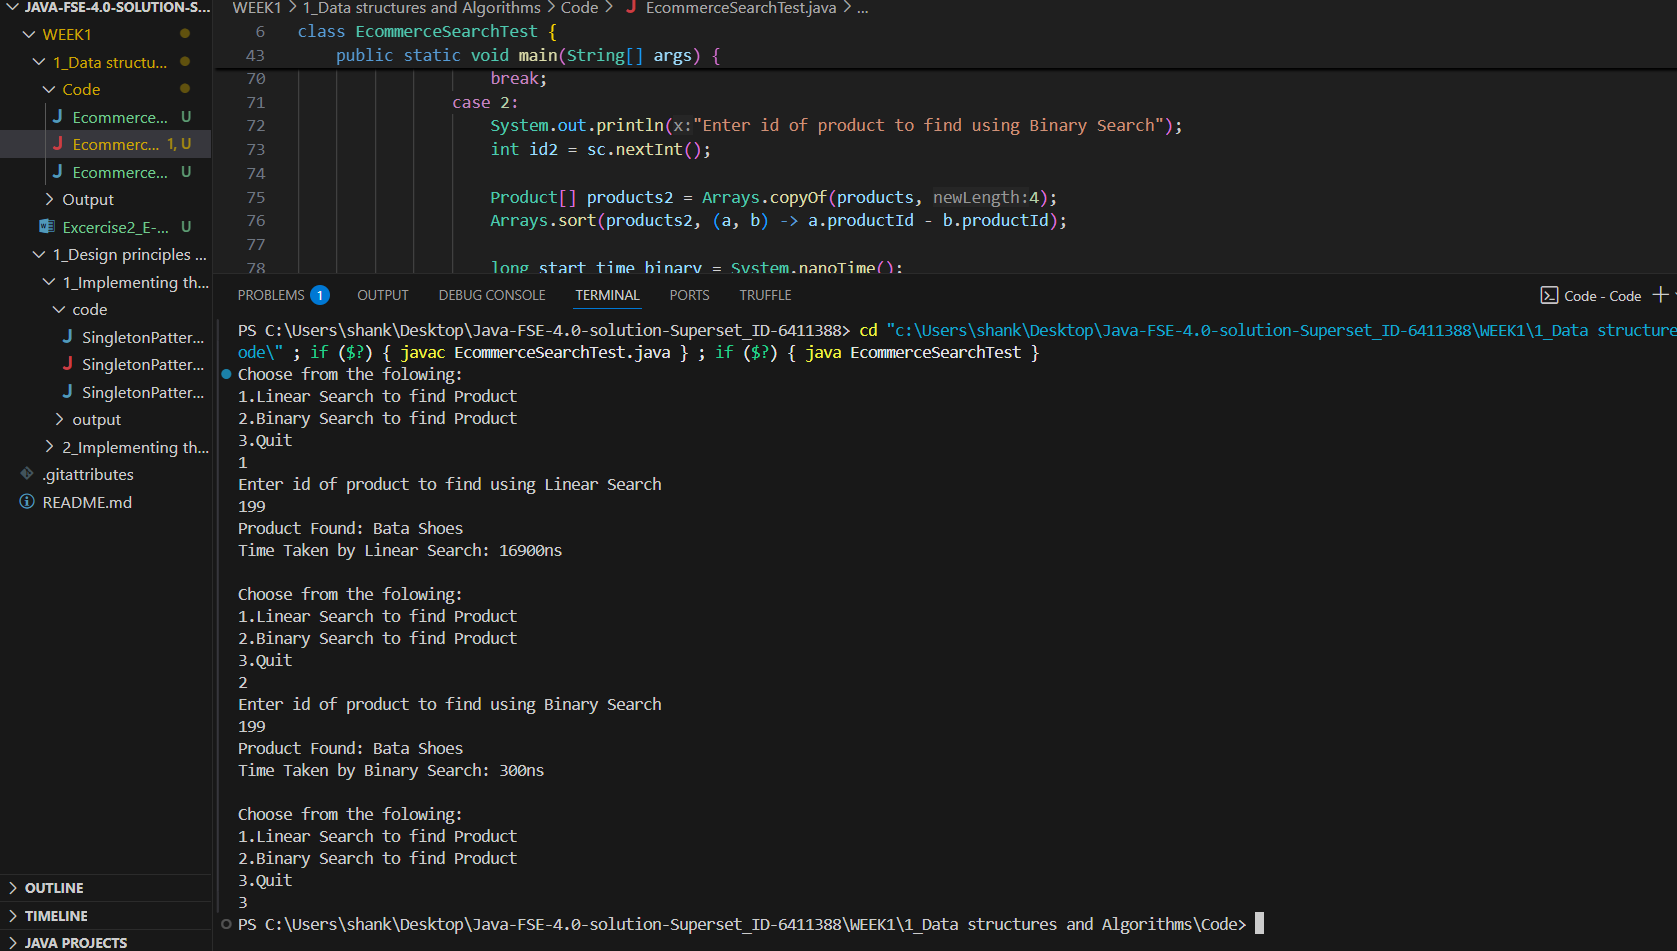 JAVA-FSE-4.0-SOLUTION-S...
WEEK1
1_Data structu...
Code
Ecommerce... U
Ecommerc... 1, U
Ecommerce... U
Output
Excercise2_E-... U
1_Design principles ...
1_Implementing th...
code
SingletonPatter...
SingletonPatter...
SingletonPatter...
output
2_Implementing th...
.gitattributes
README.md
OUTLINE
TIMELINE
JAVA PROJECTS
WEEK1 > 1_Data structures and Algorithms > Code > J EcommerceSearchTest.java > ...
6 class EcommerceSearchTest {
43 public static void main(String[] args) {
70 break;
71 case 2:
72 System.out.println(x:"Enter id of product to find using Binary Search");
73 int id2 = sc.nextInt();
74
75 Product[] products2 = Arrays.copyOf(products, newLength:4);
76 Arrays.sort(products2, (a, b) -> a.productId - b.productId);
77
78 long start_time_binary = System.nanoTime();
PROBLEMS 1 OUTPUT DEBUG CONSOLE TERMINAL PORTS TRUFFLE Code - Code
PS C:\Users\shank\Desktop\Java-FSE-4.0-solution-Superset_ID-6411388> cd "c:\Users\shank\Desktop\Java-FSE-4.0-solution-Superset_ID-6411388\WEEK1\1_Data structure
ode\" ; if ($?) { javac EcommerceSearchTest.java } ; if ($?) { java EcommerceSearchTest }
Choose from the folowing:
1.Linear Search to find Product
2.Binary Search to find Product
3.Quit
1
Enter id of product to find using Linear Search
199
Product Found: Bata Shoes
Time Taken by Linear Search: 16900ns
Choose from the folowing:
1.Linear Search to find Product
2.Binary Search to find Product
3.Quit
2
Enter id of product to find using Binary Search
199
Product Found: Bata Shoes
Time Taken by Binary Search: 300ns
Choose from the folowing:
1.Linear Search to find Product
2.Binary Search to find Product
3.Quit
3
PS C:\Users\shank\Desktop\Java-FSE-4.0-solution-Superset_ID-6411388\WEEK1\1_Data structures and Algorithms\Code>